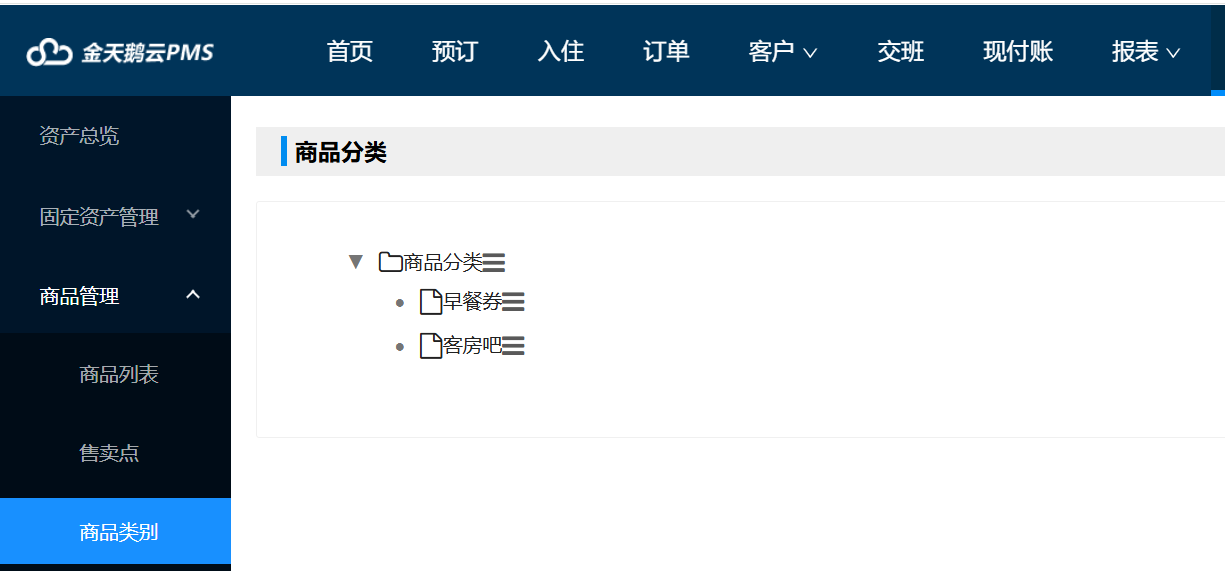 金天鹅云PMS 首页 预订 入住 订单 客户 交班 现付账 报表
资产总览
固定资产管理
商品管理
商品列表
售卖点
商品类别
商品分类
商品分类
早餐券
客房吧